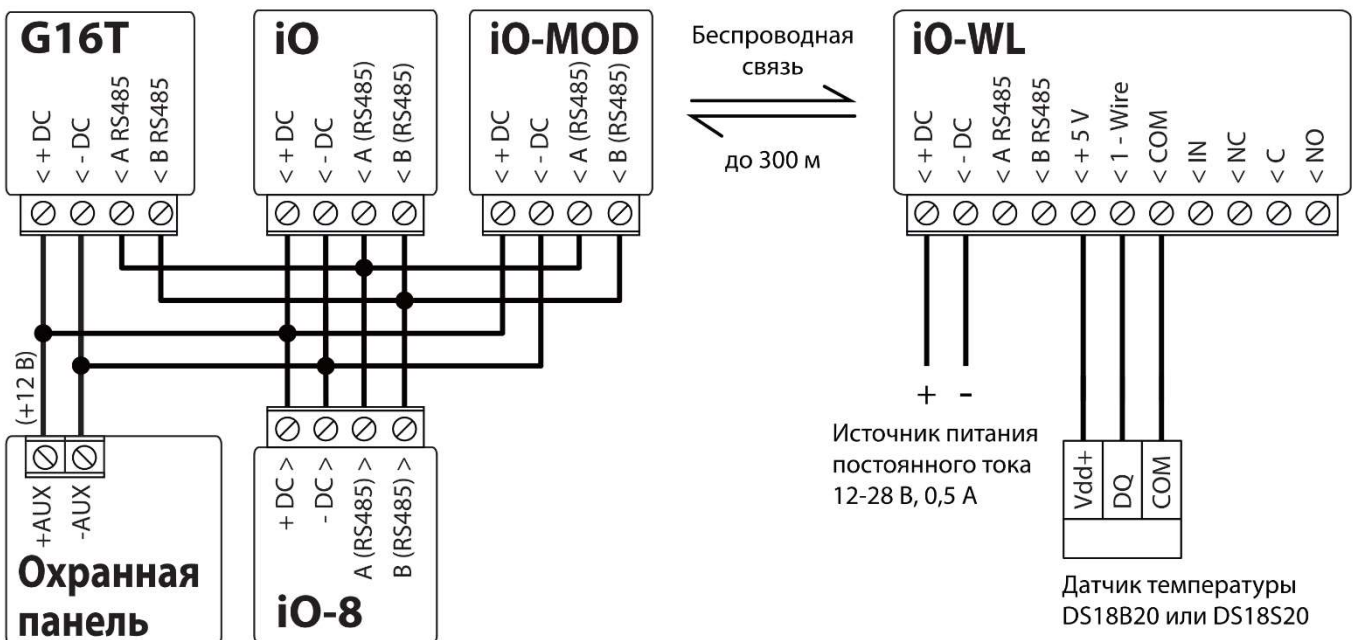 G16T
< + DC
< - DC
< A RS485
< B RS485
iO
< + DC
< - DC
< A (RS485)
< B (RS485)
iO-MOD
< + DC
< - DC
< A (RS485)
< B (RS485)
Беспроводная
связь
до 300 м
iO-WL
< + DC
< - DC
< A RS485
< B RS485
< + 5 V
< 1 - Wire
< COM
< IN
< NC
< C
< NO
(+12 В)
+AUX
-AUX
Охранная
панель
+ DC >
- DC >
A (RS485) >
B (RS485) >
iO-8
+ -
Источник питания
постоянного тока
12-28 В, 0,5 А
Vdd+
DQ
COM
Датчик температуры
DS18B20 или DS18S20